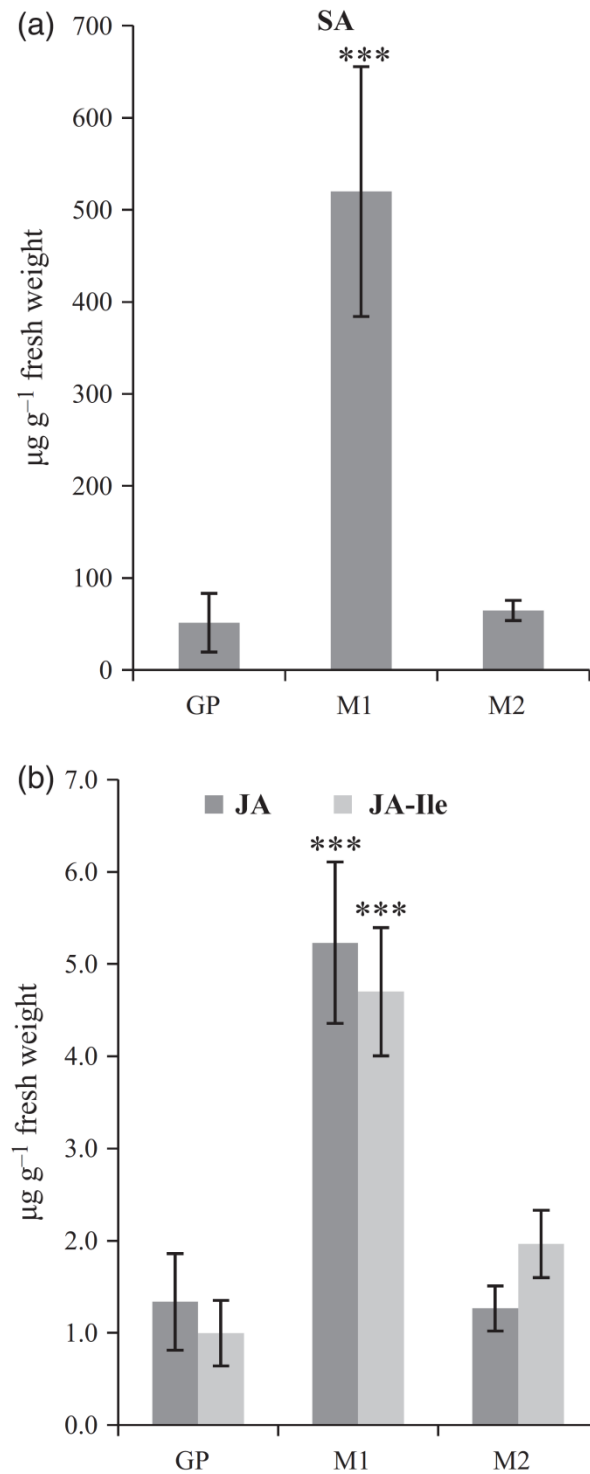 (a)
SA
***
700
600
500
400
300
200
100
0
µg g⁻¹ fresh weight
GP M1 M2
(b)
JA JA-Ile
***
***
7.0
6.0
5.0
4.0
3.0
2.0
1.0
0.0
µg g⁻¹ fresh weight
GP M1 M2